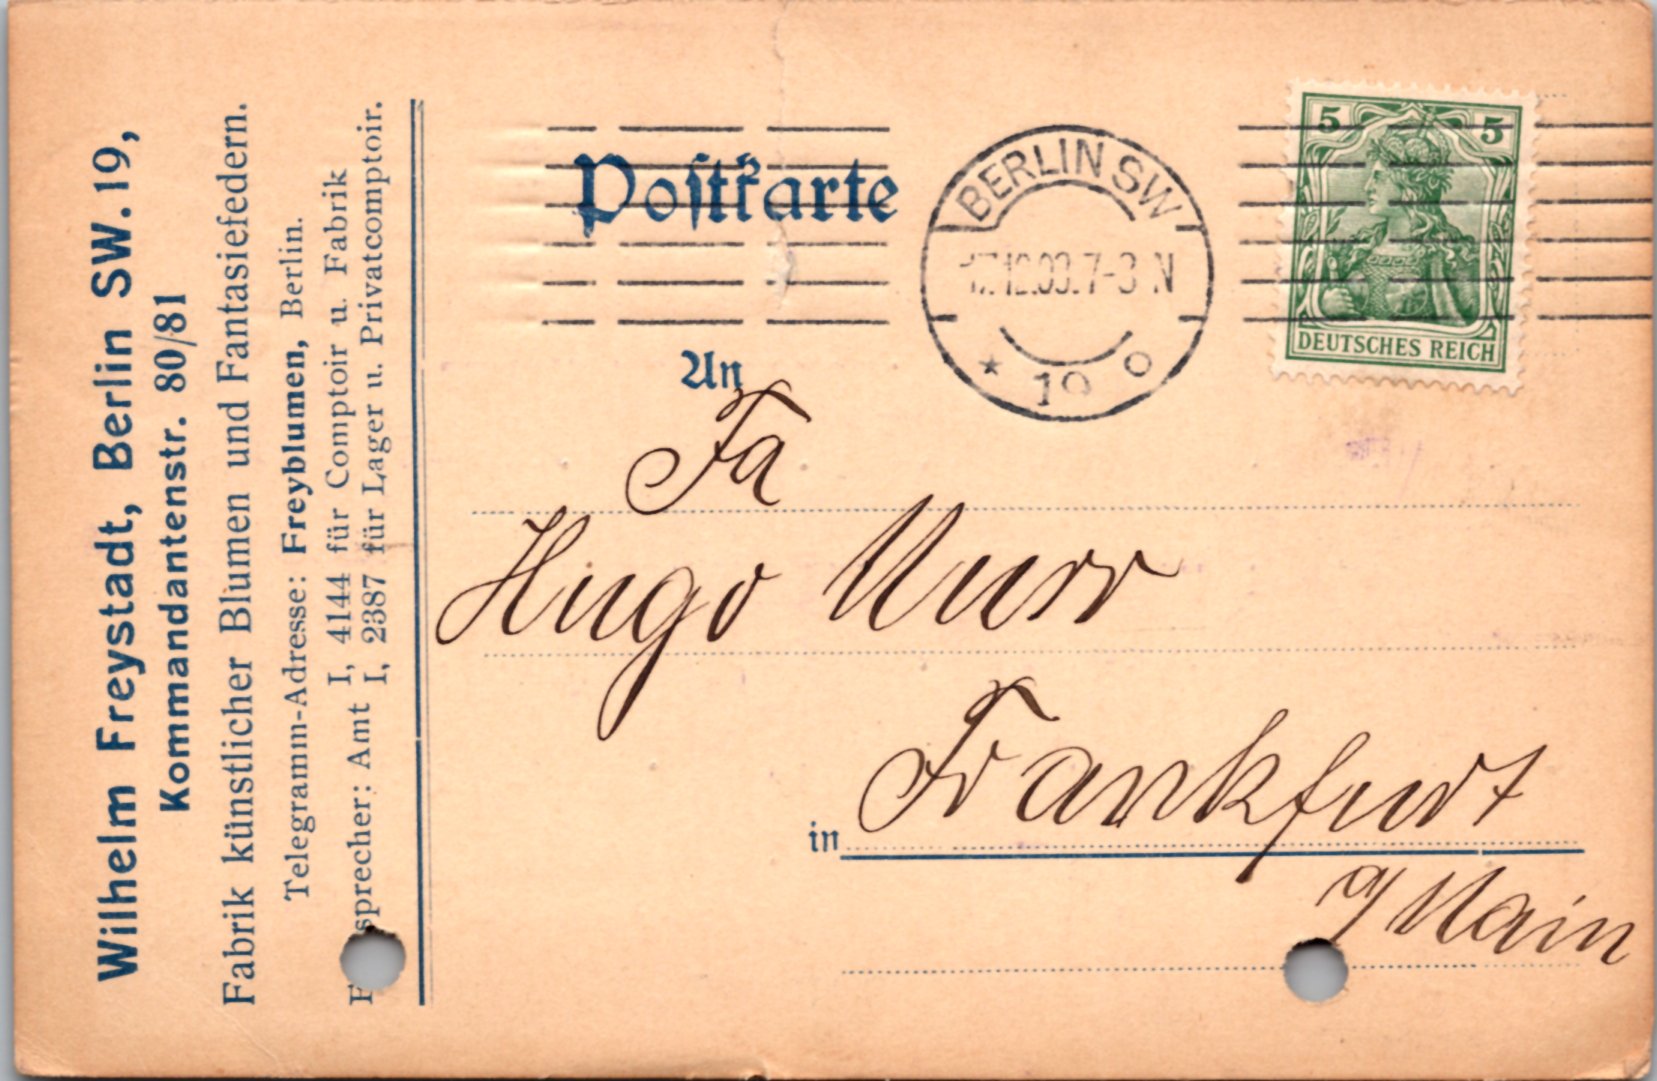 Wilhelm Freystadt, Berlin SW. 19,
Kommandantenstr. 80/81
Fabrik künstlicher Blumen und Fantasiefedern.
Telegramm-Adresse: Freyblumen, Berlin.
F sprecher: Amt I, 4144 für Comptoir u. Fabrik
I, 2387 für Lager u. Privatcomptoir.
Postkarte
BERLIN SW
7-8 N
* 19 o
5 5
DEUTSCHES REICH
An
Fa
Hugo
in Frankfurt
a/Main